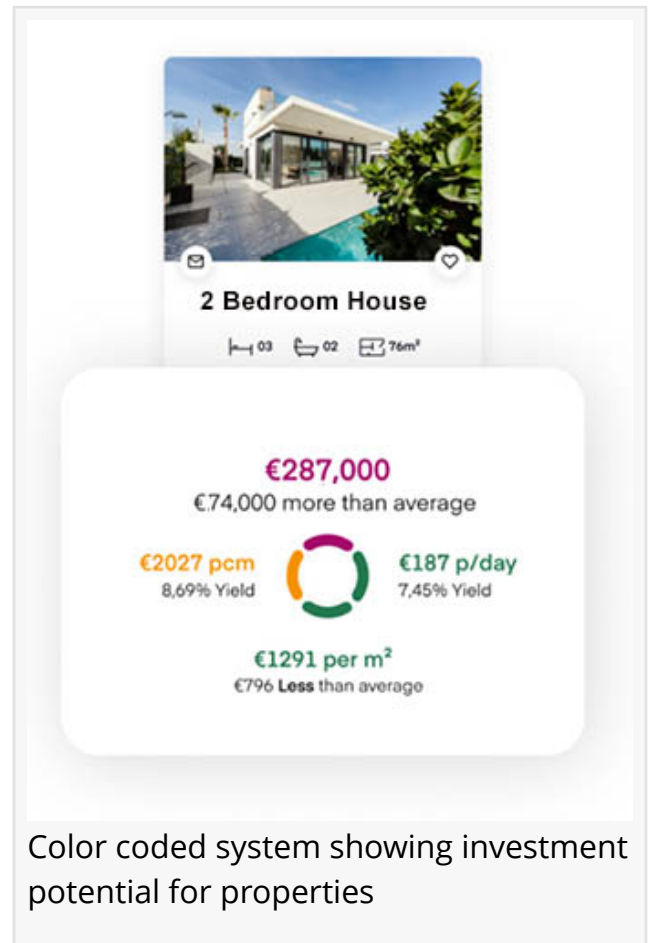 2 Bedroom House
03 02 76m²
€287,000
€74,000 more than average
€2027 pcm
8,69% Yield
€187 p/day
7,45% Yield
€1291 per m²
€796 Less than average
Color coded system showing investment
potential for properties